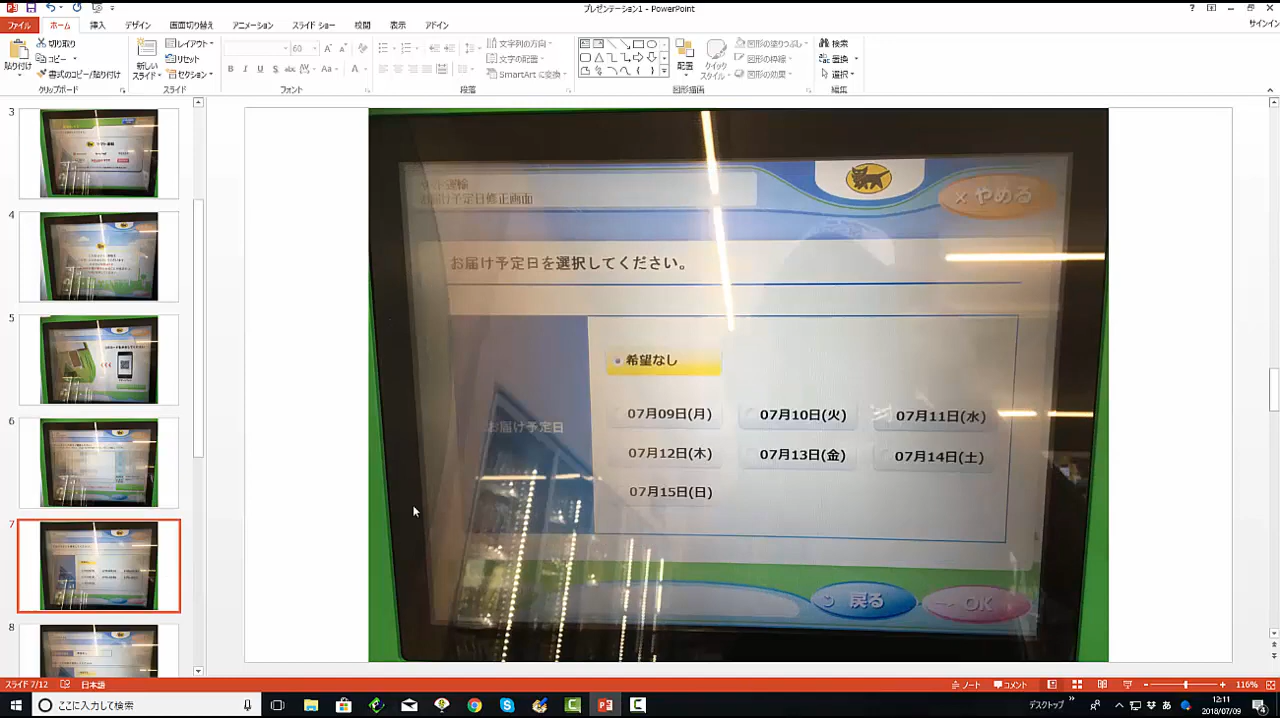 プレゼンテーション1 - PowerPoint
サインイン
ファイル ホーム 挿入 デザイン 画面切り替え アニメーション スライド ショー 校閲 表示 アドイン
貼り付け
切り取り
コピー
書式のコピー/貼り付け
クリップボード
新しい
スライド
レイアウト
リセット
セクション
スライド
60
B I U S abc AV Aa A
フォント
文字列の方向
文字の配置
SmartArt に変換
段落
配置
クイック
スタイル
図形の塗りつぶし
図形の枠線
図形の効果
図形描画
検索
置換
選択
編集
3
4
5
6
7
8
お届け予定日修正画面
× やめる
お届け予定日を選択してください。
お届け予定日
希望なし
07月09日(月) 07月10日(火) 07月11日(水)
07月12日(木) 07月13日(金) 07月14日(土)
07月15日(日)
戻る
OK
スライド 7/12 日本語
ノート コメント 116%
ここに入力して検索
デスクトップ
あ
12:11
2018/07/09